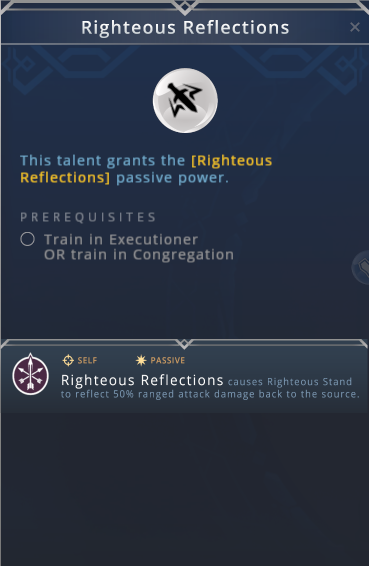 Righteous Reflections
This talent grants the [Righteous
Reflections] passive power.
PREREQUISITES
Train in Executioner
OR train in Congregation
SELF PASSIVE
Righteous Reflections causes Righteous Stand
to reflect 50% ranged attack damage back to the source.